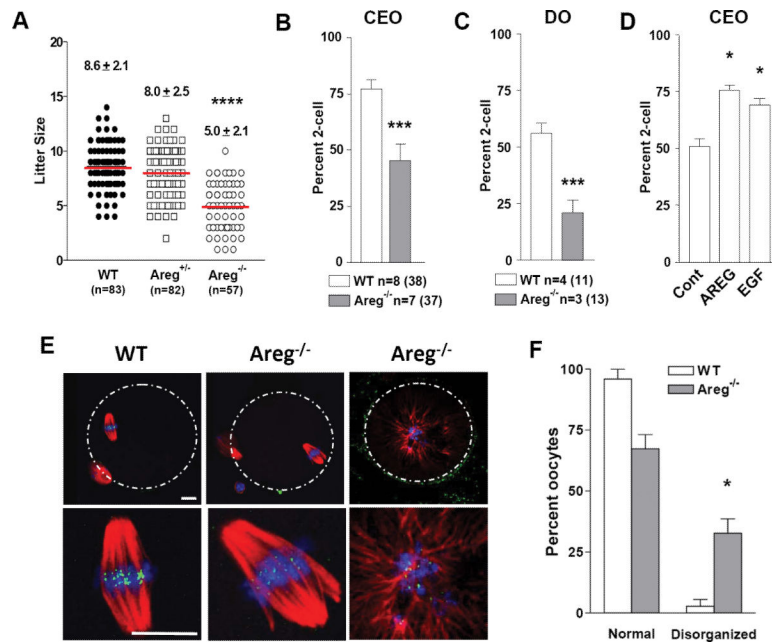 A
Litter Size
20
15
10
5
0
8.6 ± 2.1
8.0 ± 2.5
****
5.0 ± 2.1
WT
(n=83)
Areg+/-
(n=82)
Areg-/-
(n=57)
B
CEO
Percent 2-cell
100
75
50
25
0
***
WT n=8 (38)
Areg-/- n=7 (37)
C
DO
Percent 2-cell
100
75
50
25
0
***
WT n=4 (11)
Areg-/- n=3 (13)
D
CEO
Percent 2-cell
100
75
50
25
0
*
*
Cont
AREG
EGF
E
WT
Areg-/-
Areg-/-
F
Percent oocytes
100
75
50
25
0
WT
Areg-/-
*
Normal
Disorganized